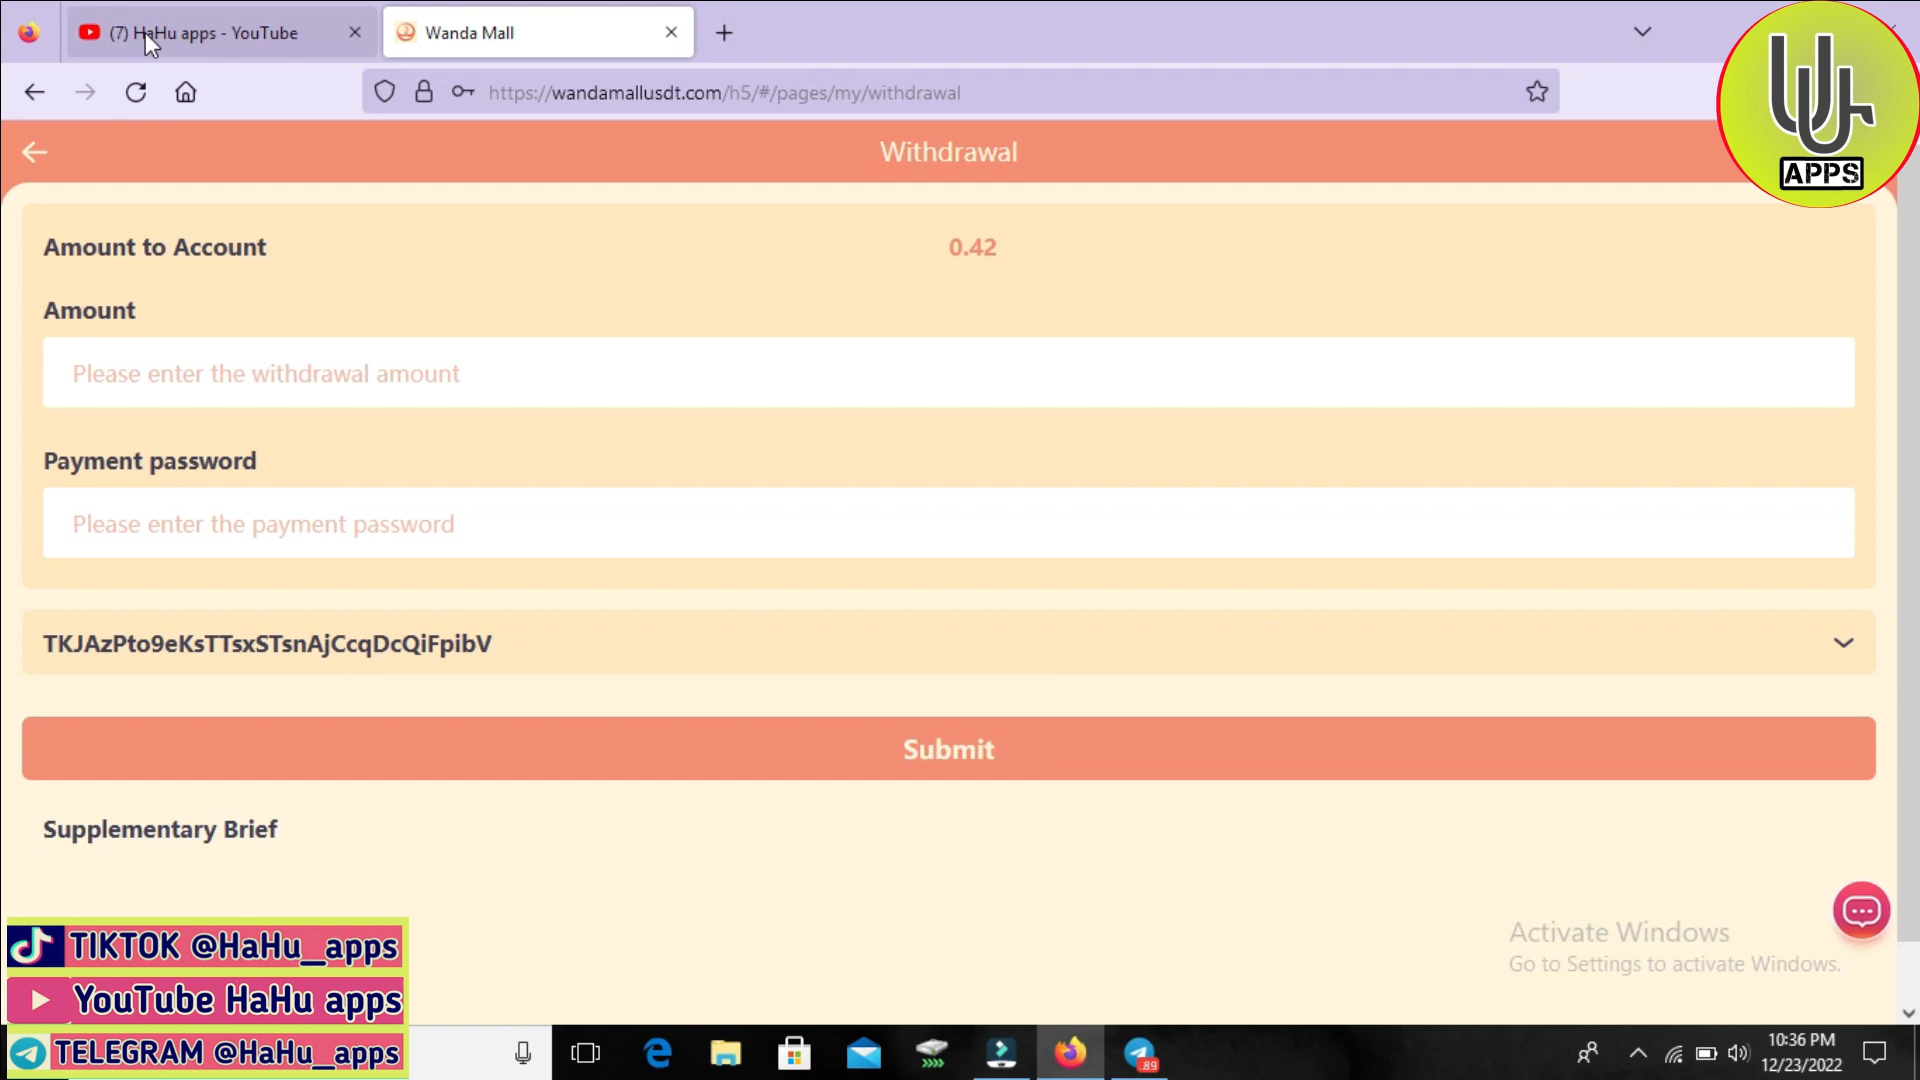 (7) HaHu apps - YouTube
Wanda Mall
https://wandamallusdt.com/h5/#/pages/my/withdrawal
APPS
Withdrawal
Amount to Account
0.42
Amount
Please enter the withdrawal amount
Payment password
Please enter the payment password
TKJAzPto9eKsTTsxSTsnAjCcqDcQiFpibV
Submit
Supplementary Brief
Activate Windows
Go to Settings to activate Windows.
TIKTOK @HaHu_apps
YouTube HaHu apps
TELEGRAM @HaHu_apps
.89
10:36 PM
12/23/2022